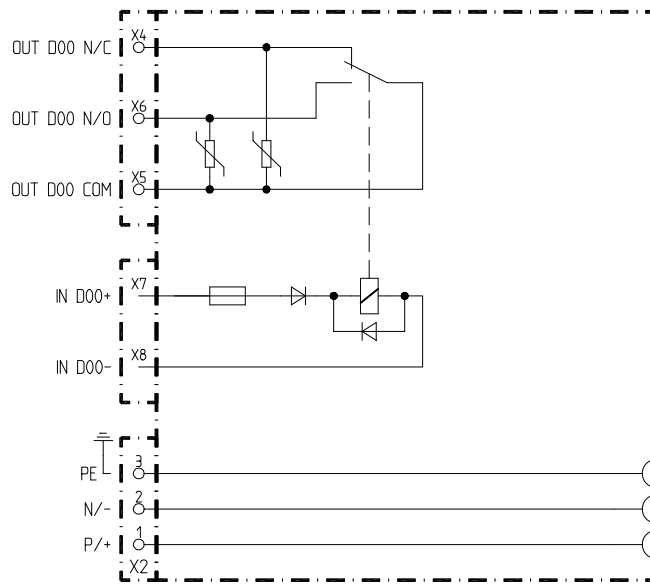 X4
OUT D00 N/C
X6
OUT D00 N/O
X5
OUT D00 COM
X7
IN D00+
X8
IN D00-
3
PE
2
N/-
1
P/+
X2